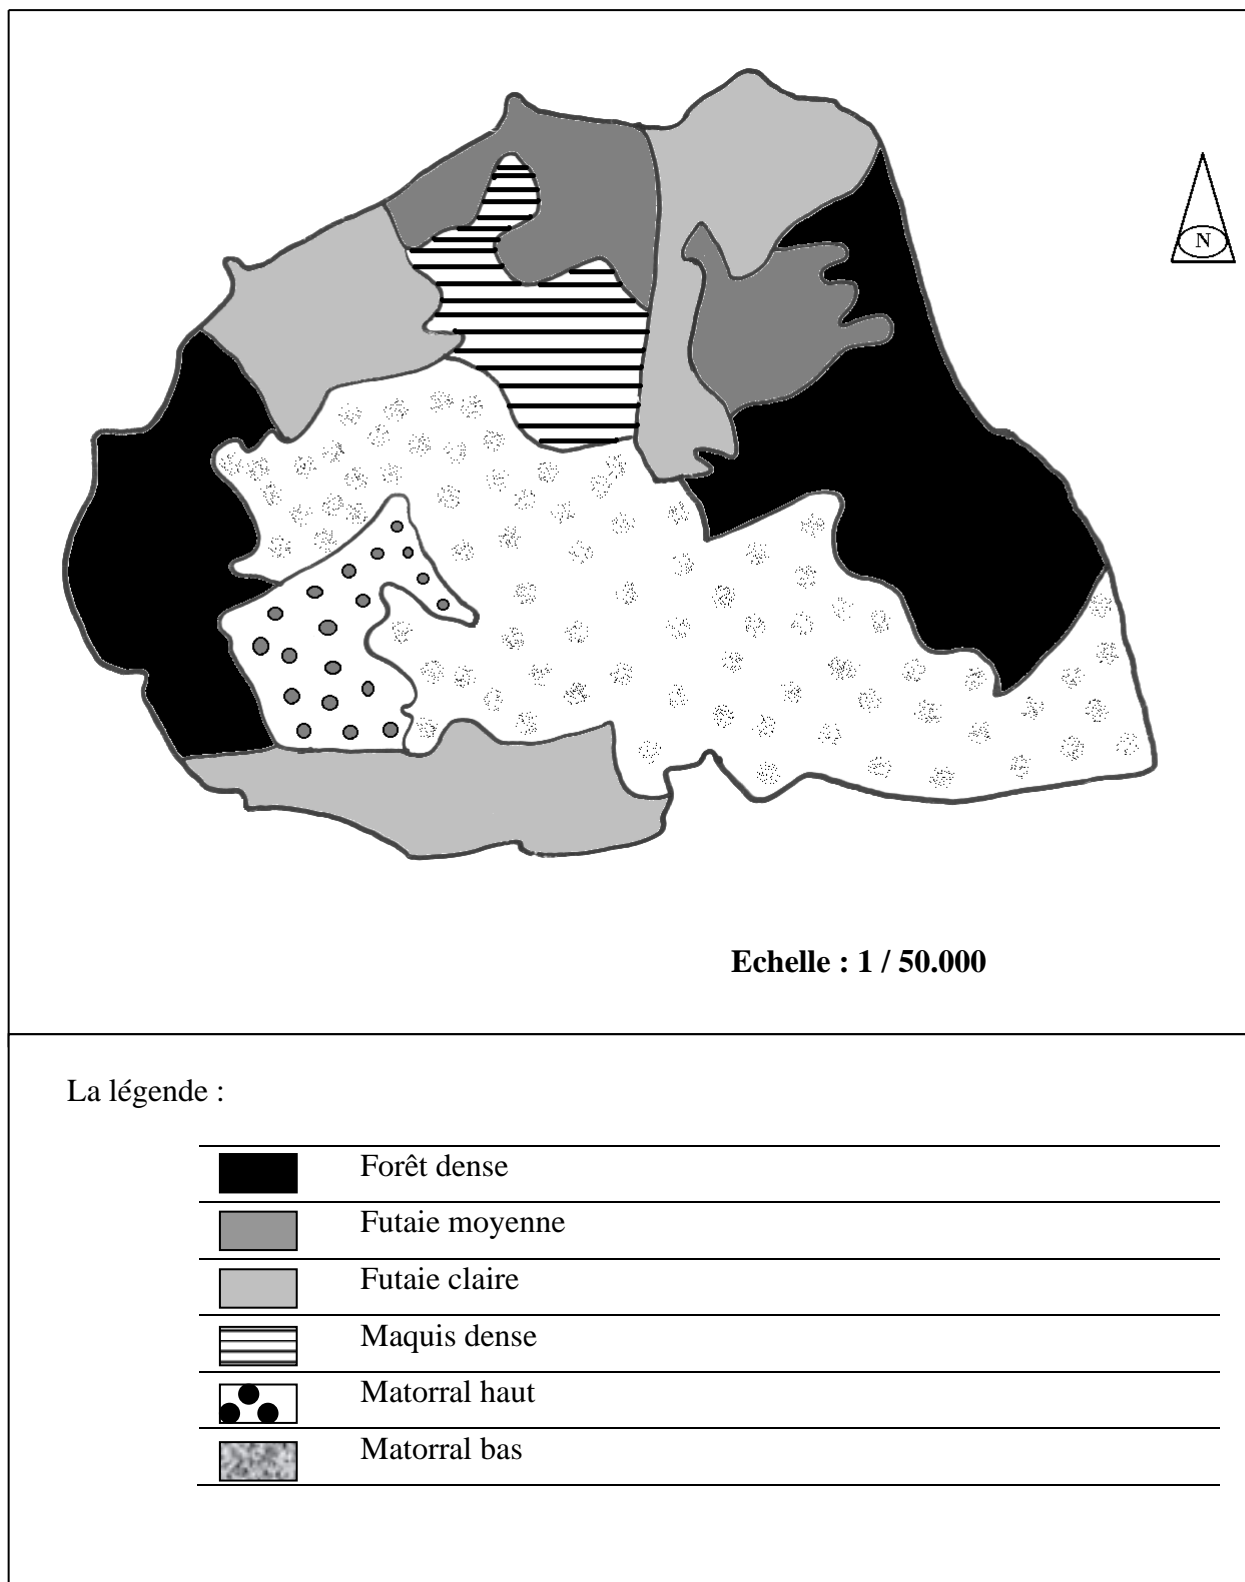 N
Echelle : 1 / 50.000
La légende :
Forêt dense
Futaie moyenne
Futaie claire
Maquis dense
Matorral haut
Matorral bas